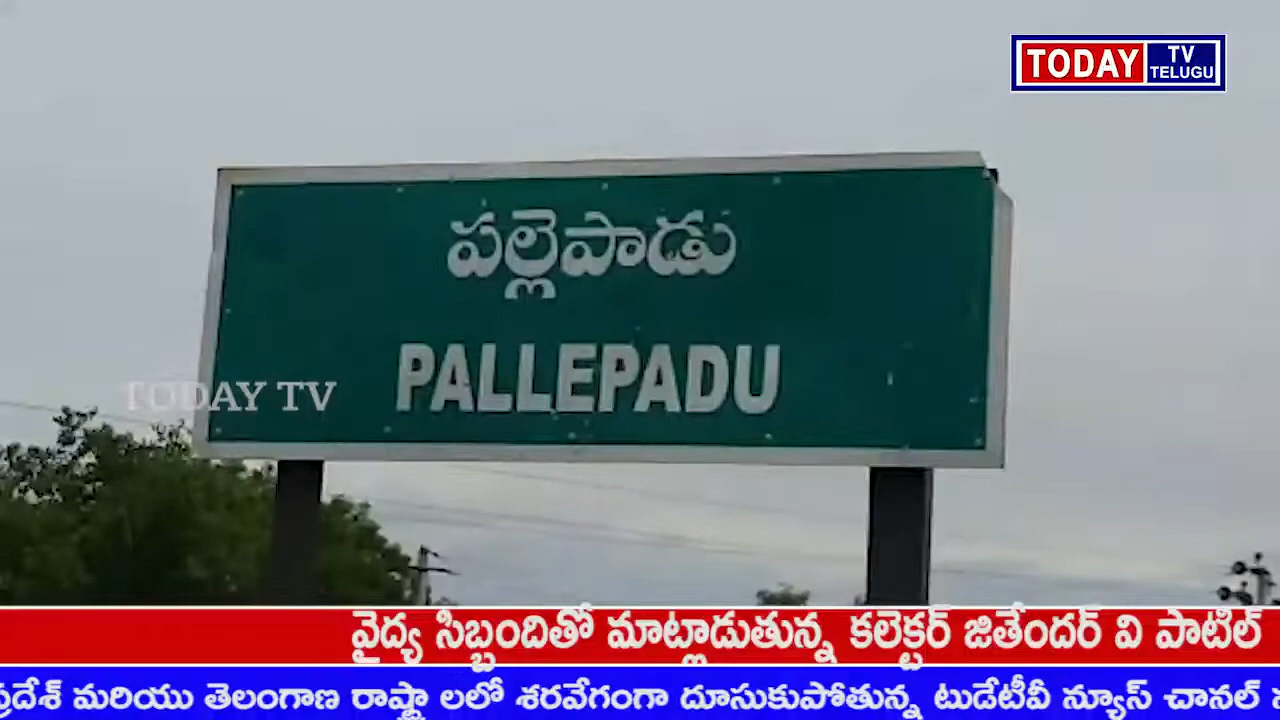 TODAY TV TELUGU
పల్లెపాడు
PALLEPADU
TODAY TV
వైద్య సిబ్బందితో మాట్లాడుతున్న కలెక్టర్ జితేందర్ వి పాటిల్
మరియు తెలంగాణ రాష్ట్రా లలో శరవేగంగా దూసుకుపోతున్న టుడేటీవీ న్యూస్ చానల్